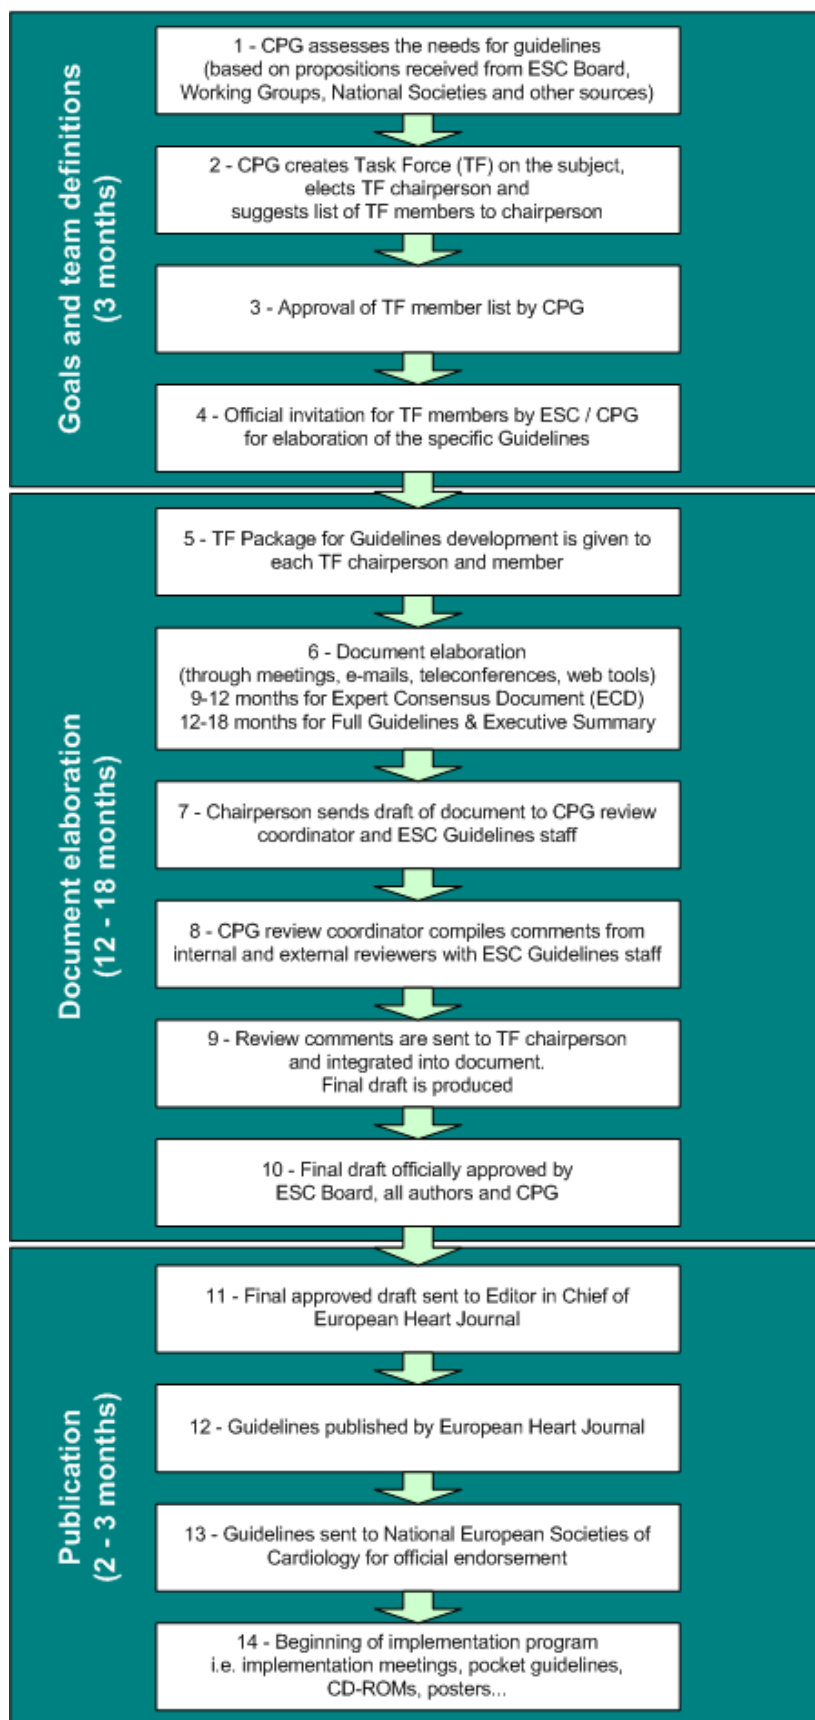 Goals and team definitions
(3 months)
1 - CPG assesses the needs for guidelines
(based on propositions received from ESC Board,
Working Groups, National Societies and other sources)
2 - CPG creates Task Force (TF) on the subject,
elects TF chairperson and
suggests list of TF members to chairperson
3 - Approval of TF member list by CPG
4 - Official invitation for TF members by ESC / CPG
for elaboration of the specific Guidelines
Document elaboration
(12 - 18 months)
5 - TF Package for Guidelines development is given to
each TF chairperson and member
6 - Document elaboration
(through meetings, e-mails, teleconferences, web tools)
9-12 months for Expert Consensus Document (ECD)
12-18 months for Full Guidelines & Executive Summary
7 - Chairperson sends draft of document to CPG review
coordinator and ESC Guidelines staff
8 - CPG review coordinator compiles comments from
internal and external reviewers with ESC Guidelines staff
9 - Review comments are sent to TF chairperson
and integrated into document.
Final draft is produced
10 - Final draft officially approved by
ESC Board, all authors and CPG
Publication
(2 - 3 months)
11 - Final approved draft sent to Editor in Chief of
European Heart Journal
12 - Guidelines published by European Heart Journal
13 - Guidelines sent to National European Societies of
Cardiology for official endorsement
14 - Beginning of implementation program
i.e. implementation meetings, pocket guidelines,
CD-ROMs, posters...